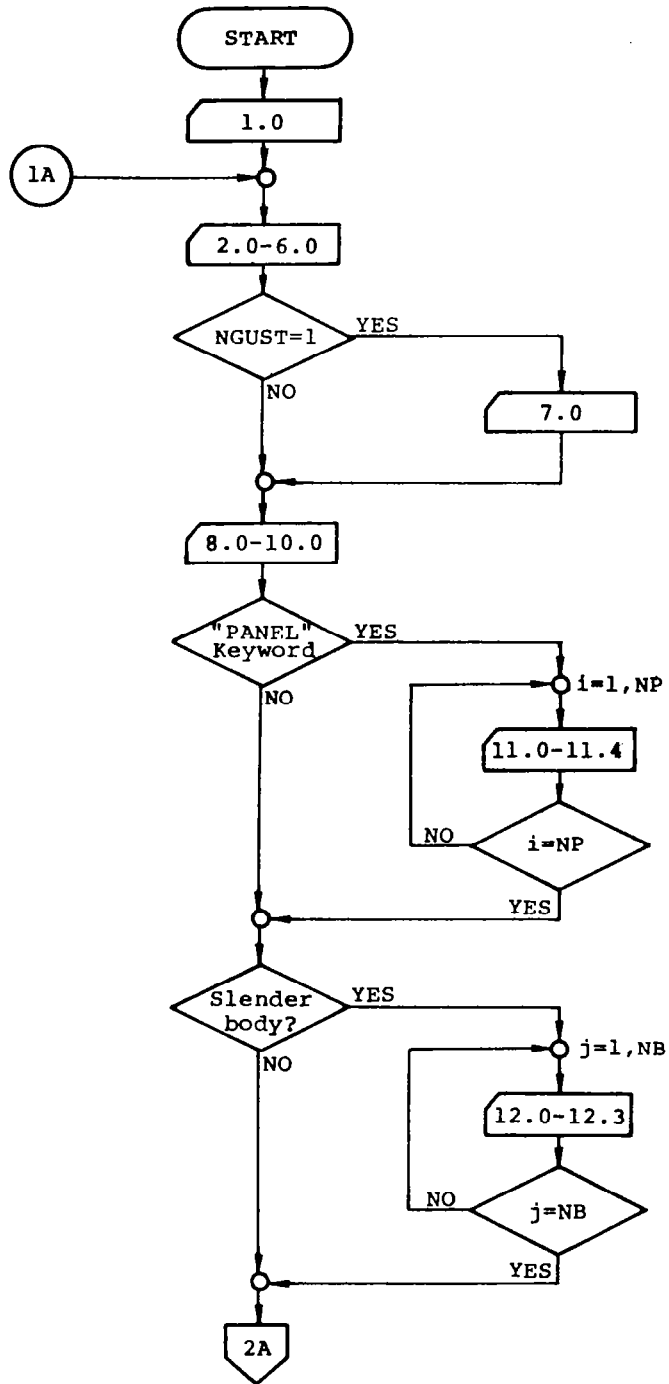 START
1.0
1A
2.0-6.0
NGUST=1
YES
NO
7.0
8.0-10.0
"PANEL"
Keyword
YES
NO
i=1,NP
11.0-11.4
NO
i=NP
YES
Slender
body?
YES
NO
j=1,NB
12.0-12.3
NO
j=NB
YES
2A